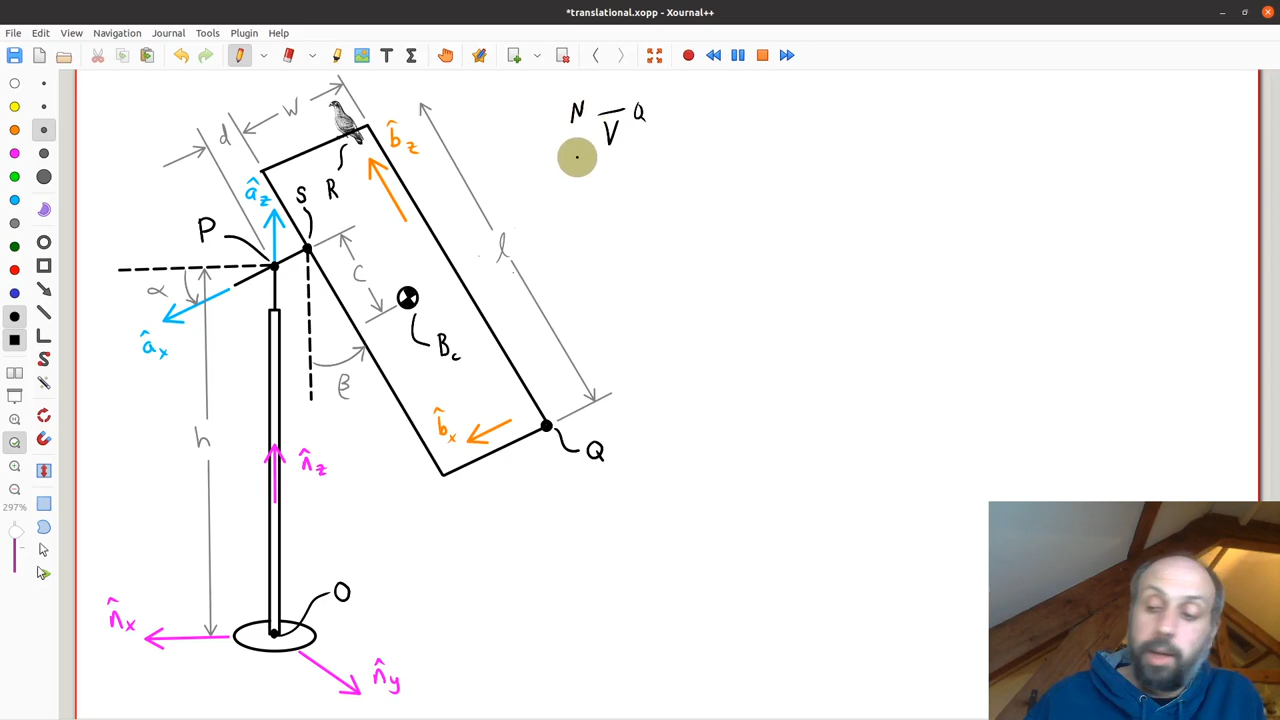 *translational.xopp - Xournal++
File Edit View Navigation Journal Tools Plugin Help
297%
N V Q
w
d
b̂z
R
S
âz
P
l
c
α
Bc
âx
β
b̂x
Q
h
n̂z
O
n̂x
n̂y